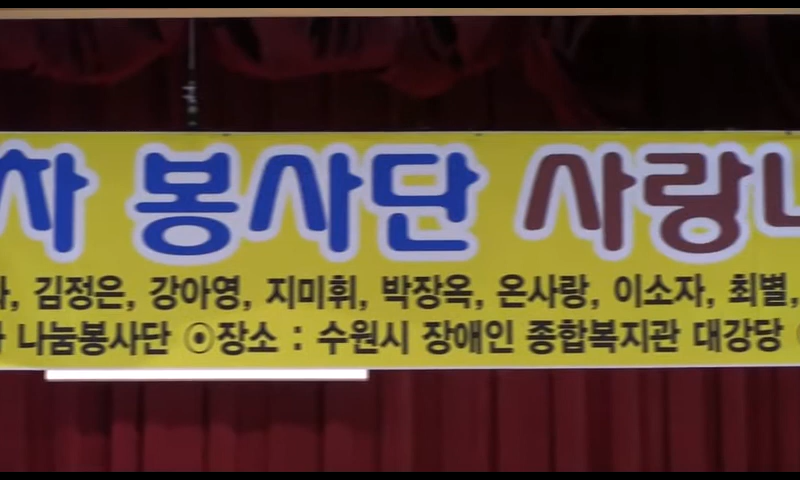 차 봉사단 사랑나
김정은, 강아영, 지미휘, 박장옥, 온사랑, 이소자, 최별,
나눔봉사단 ⊙장소 : 수원시 장애인 종합복지관 대강당